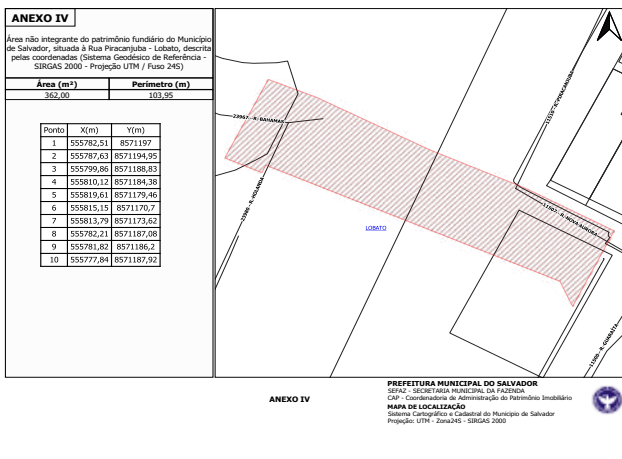 ANEXO IV
Área não integrante do patrimônio fundiário do Município
de Salvador, situada à Rua Piracanjuba - Lobato, descrita
pelas coordenadas (Sistema Geodésico de Referência -
SIRGAS 2000 - Projeção UTM / Fuso 24S)
Área (m²) Perímetro (m)
362,00 103,95
Ponto X(m) Y(m)
1 555782,51 8571197
2 555787,63 8571194,95
3 555799,86 8571188,83
4 555810,12 8571184,38
5 555819,61 8571179,46
6 555815,15 8571170,7
7 555813,79 8571173,62
8 555782,21 8571187,08
9 555781,82 8571186,2
10 555777,84 8571187,92
23967 - R. BAHAMAS
LOBATO
11507 - R. NOVA AURORA
ANEXO IV
PREFEITURA MUNICIPAL DO SALVADOR
SEFAZ - SECRETARIA MUNICIPAL DA FAZENDA
CAP - Coordenadoria de Administração do Patrimônio Imobiliário
MAPA DE LOCALIZAÇÃO
Sistema Cartográfico e Cadastral do Município de Salvador
Projeção: UTM - Zona24S - SIRGAS 2000